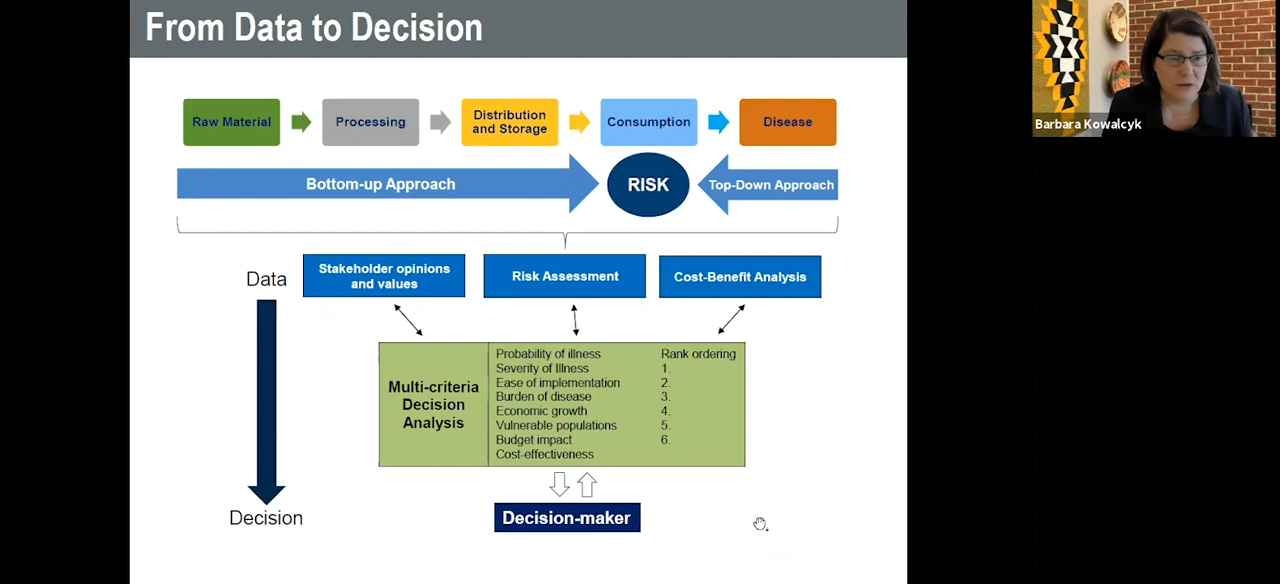 From Data to Decision
Barbara Kowalcyk
Raw Material
Processing
Distribution
and Storage
Consumption
Disease
Bottom-up Approach
RISK
Top-Down Approach
Data
Stakeholder opinions
and values
Risk Assessment
Cost-Benefit Analysis
Multi-criteria
Decision
Analysis
Probability of illness
Severity of Illness
Ease of implementation
Burden of disease
Economic growth
Vulnerable populations
Budget impact
Cost-effectiveness
Rank ordering
1.
2.
3.
4.
5.
6.
Decision
Decision-maker